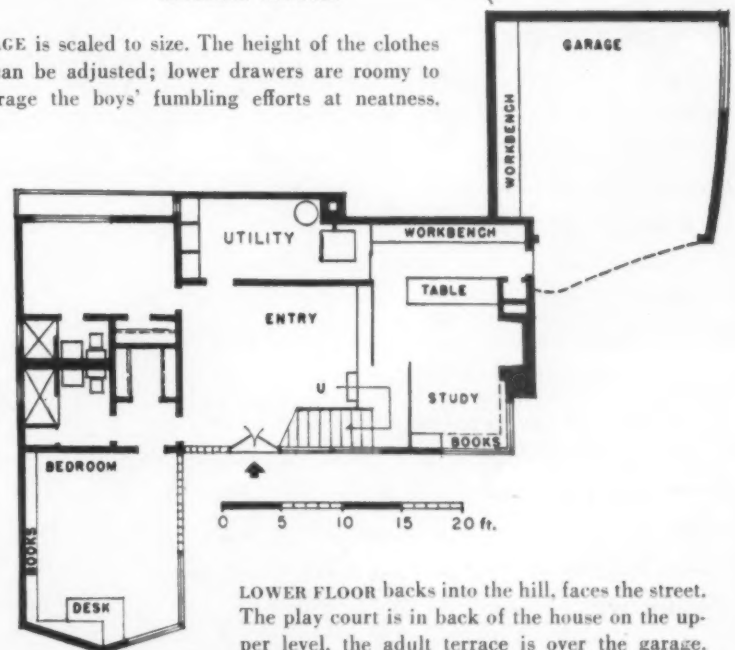 GE is scaled to size. The height of the clothes
an be adjusted; lower drawers are roomy to
rage the boys' fumbling efforts at neatness.
GARAGE
WORKBENCH
UTILITY
WORKBENCH
TABLE
ENTRY
U
STUDY
BOOKS
BEDROOM
BOOKS
DESK
0 5 10 15 20 ft.
LOWER FLOOR backs into the hill, faces the street.
The play court is in back of the house on the up-
per level, the adult terrace is over the garage.